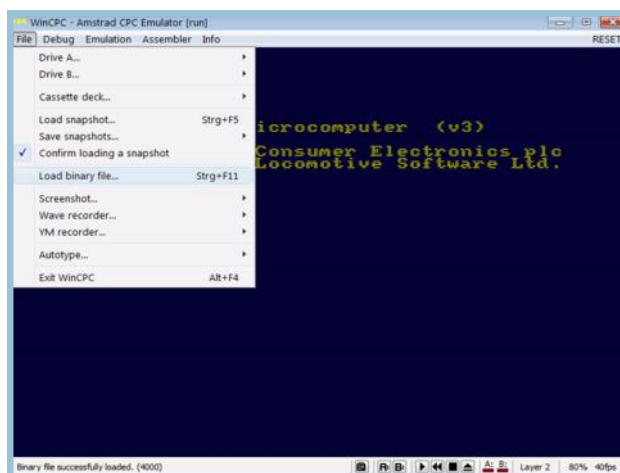 WinCPC - Amstrad CPC Emulator [run]
File Debug Emulation Assembler Info RESET
Drive A...
Drive B...
Cassette deck...
Load snapshot... Strg+F5
Save snapshots...
Confirm loading a snapshot
Load binary file... Strg+F11
Screenshot...
Wave recorder...
YM recorder...
Autotype...
Exit WinCPC Alt+F4
icrocomputer (v3)
Consumer Electronics plc
Locomotive Software Ltd.
Binary file successfully loaded. (4000) A: B: Layer 2 80% 40fps